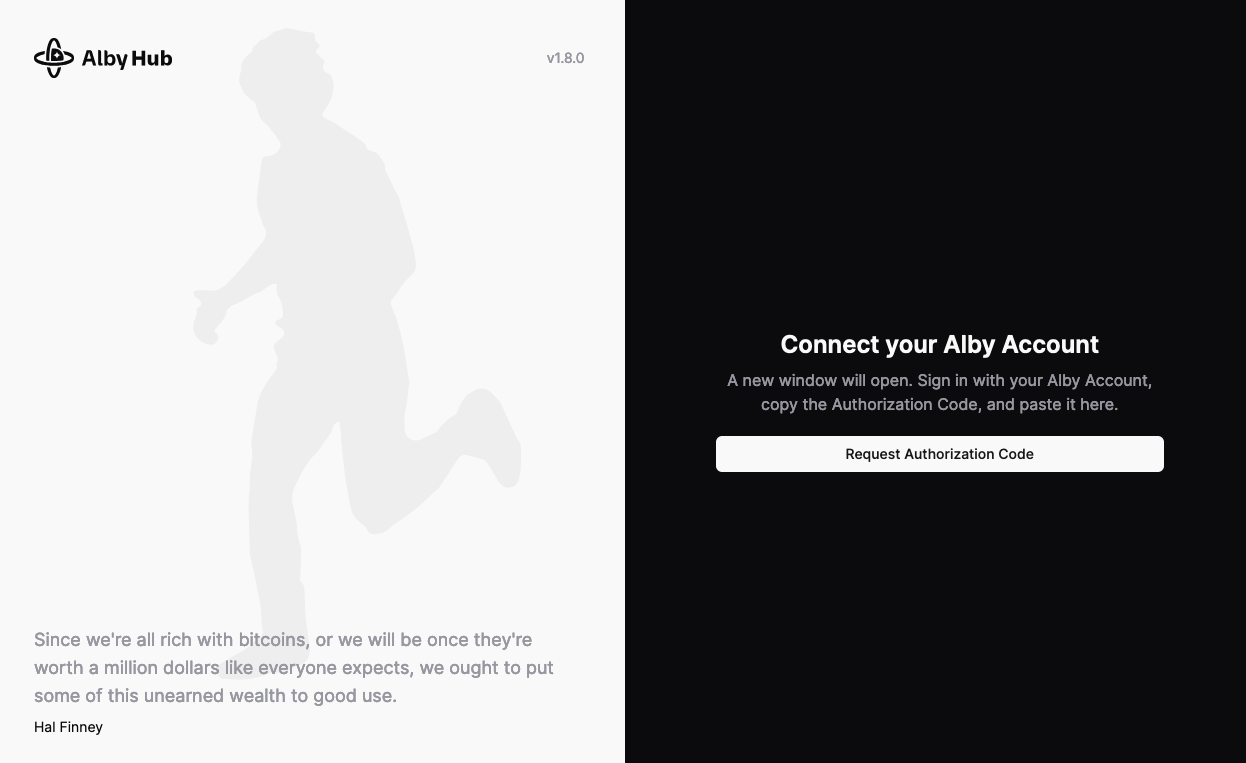 Alby Hub
v1.8.0
Since we're all rich with bitcoins, or we will be once they're
worth a million dollars like everyone expects, we ought to put
some of this unearned wealth to good use.
Hal Finney
Connect your Alby Account
A new window will open. Sign in with your Alby Account,
copy the Authorization Code, and paste it here.
Request Authorization Code